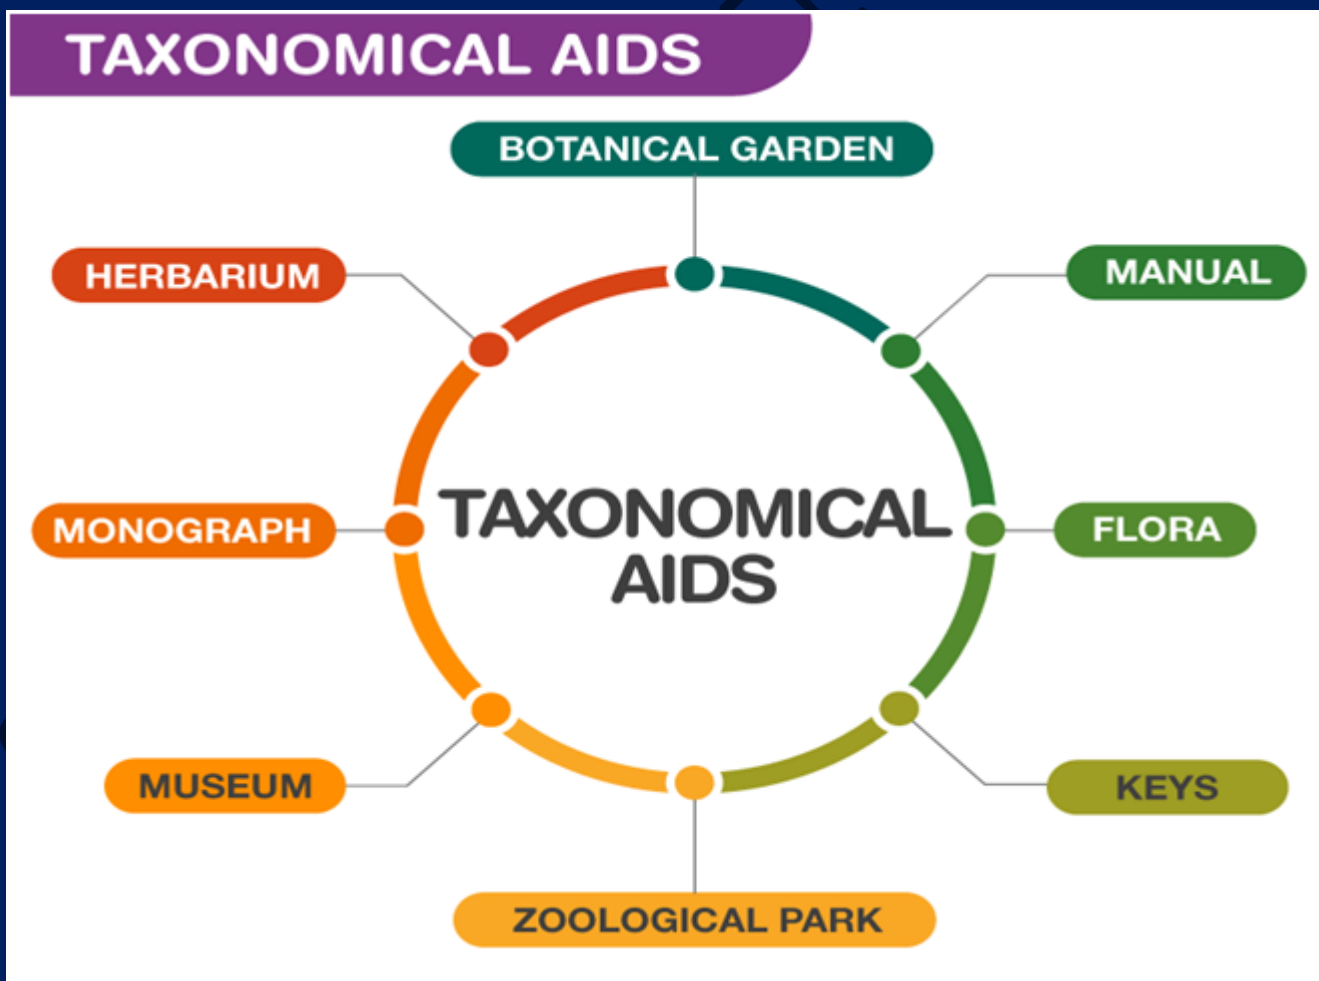 TAXONOMICAL AIDS
BOTANICAL GARDEN
HERBARIUM
MANUAL
MONOGRAPH
TAXONOMICAL
AIDS
FLORA
MUSEUM
KEYS
ZOOLOGICAL PARK